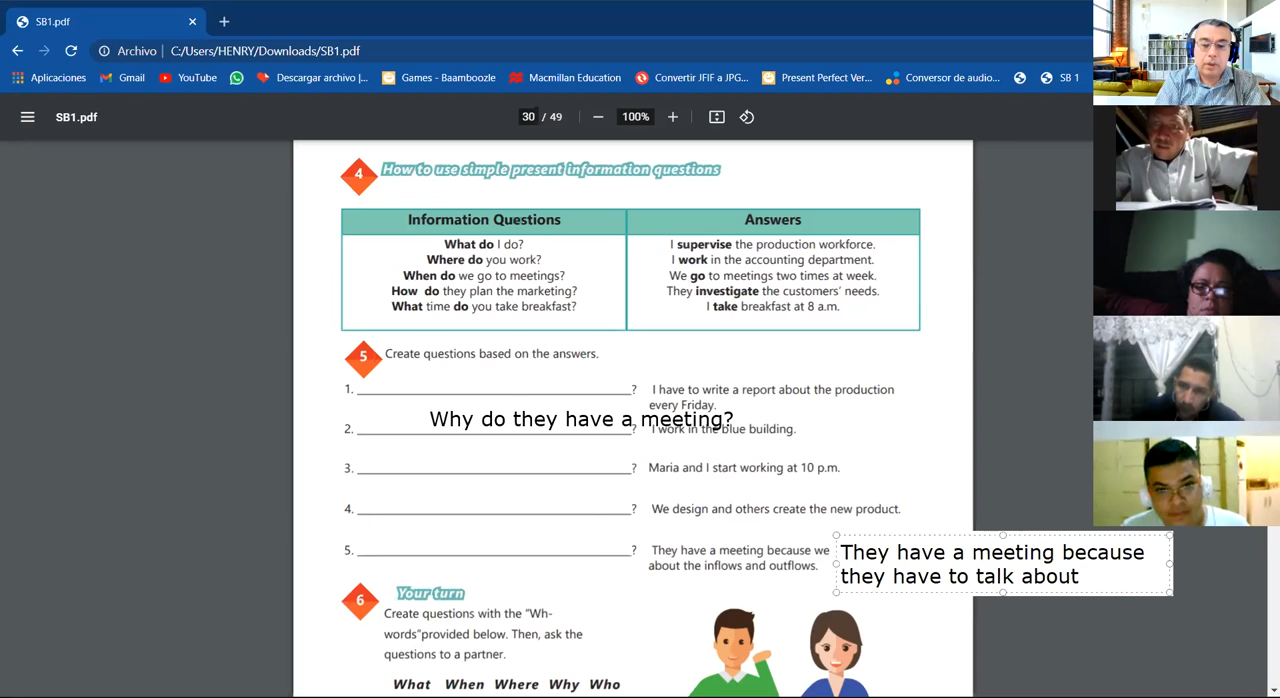 SB1.pdf
Archivo C:/Users/HENRY/Downloads/SB1.pdf
Aplicaciones Gmail YouTube Descargar archivo |... Games - Baamboozle Macmillan Education Convertir JFIF a JPG... Present Perfect Ver... Conversor de audio... SB 1
SB1.pdf 30 / 49 100%
4 How to use simple present information questions
Information Questions Answers
What do I do? I supervise the production workforce.
Where do you work? I work in the accounting department.
When do we go to meetings? We go to meetings two times at week.
How do they plan the marketing? They investigate the customers' needs.
What time do you take breakfast? I take breakfast at 8 a.m.
5 Create questions based on the answers.
1. ? I have to write a report about the production
every Friday.
Why do they have a meeting?
2. ? I work in the blue building.
3. ? Maria and I start working at 10 p.m.
4. ? We design and others create the new product.
5. ? They have a meeting because we
about the inflows and outflows.
They have a meeting because
they have to talk about
6 Your turn
Create questions with the "Wh-
words"provided below. Then, ask the
questions to a partner.
What When Where Why Who